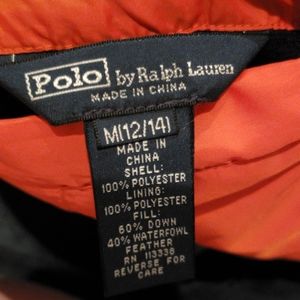 Polo by Ralph Lauren
MADE IN CHINA
M(12/14)
MADE IN
CHINA
SHELL:
100% POLYESTER
LINING:
100% POLYESTER
FILL:
60% DOWN
40% WATERFOWL
FEATHER
RN 113338
REVERSE FOR
CARE